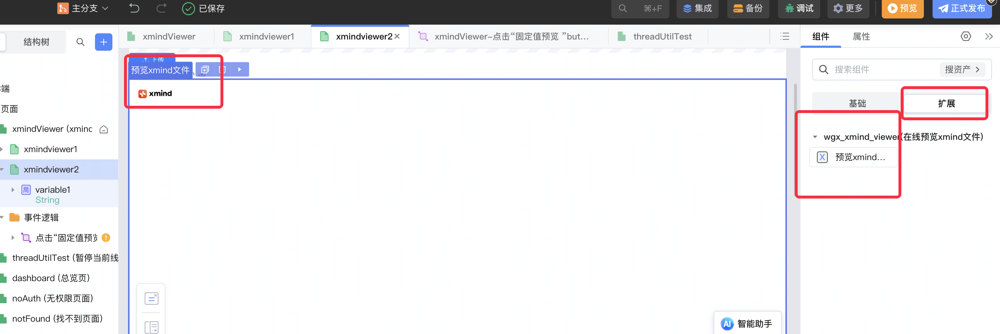 主分支
已保存
⌘+F
集成
备份
调试
更多
预览
正式发布
结构树
端
页面
xmindViewer (xmind
xmindviewer1
xmindviewer2
局
variable1
String
事件逻辑
点击“固定值预览
threadUtilTest (暂停当前线
dashboard (总览页)
noAuth (无权限页面)
notFound (找不到页面)
xmindViewer
xmindviewer1
xmindviewer2
xmindViewer-点击“固定值预览 ”but...
threadUtilTest
上传
预览xmind文件
xmind
AI 智能助手
组件
属性
搜索组件
搜资产
基础
扩展
wgx_xmind_viewer(在线预览xmind文件)
X 预览xmind...